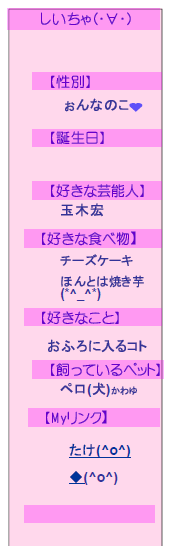 しいちゃ(・∀・)
【性別】
ぉんなのこ💙
【誕生日】
【好きな芸能人】
玉木宏
【好きな食べ物】
チーズケーキ
ほんとは焼き芋
(*^_^*)
【好きなこと】
おふろに入るコト
【飼っているペット】
ペロ(犬)かわゆ
【Myリンク】
たけ(^o^)
◆(^o^)